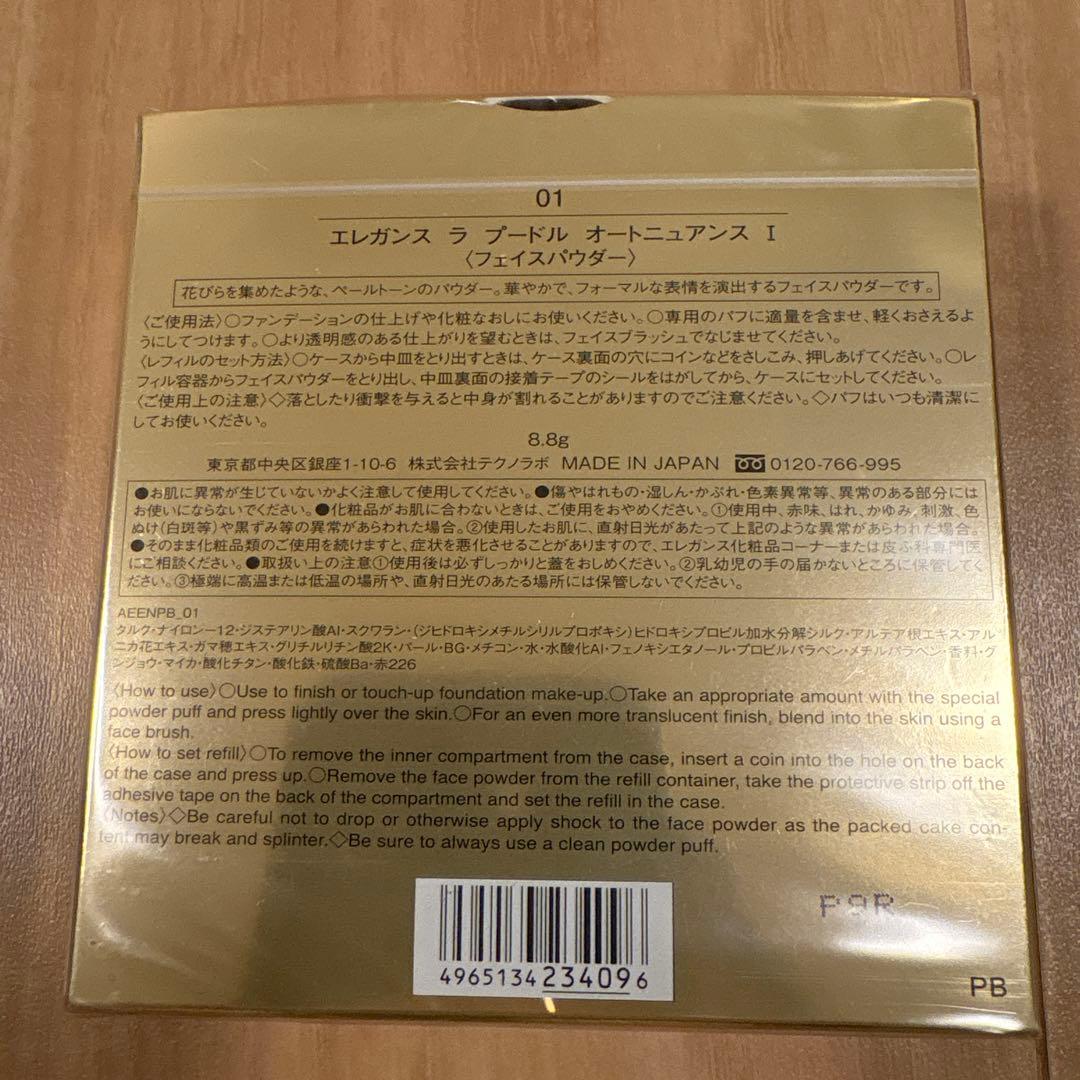 01
エレガンス ラ プードル オートニュアンス I
〈フェイスパウダー〉
花びらを集めたような、ペールトーンのパウダー。華やかで、フォーマルな表情を演出するフェイスパウダーです。
〈ご使用法〉○ファンデーションの仕上げや化粧なおしにお使いください。○専用のパフに適量を含ませ、軽くおさえるよ
うにしてつけます。○より透明感のある仕上がりを望むときは、フェイスブラッシュでなじませてください。
〈レフィルのセット方法〉○ケースから中皿をとり出すときは、ケース裏面の穴にコインなどをさしこみ、押しあげてください。○レ
フィル容器からフェイスパウダーをとり出し、中皿裏面の接着テープのシールをはがしてから、ケースにセットしてください。
〈ご使用上の注意〉◇落としたり衝撃を与えると中身が割れることがありますのでご注意ください。◇パフはいつも清潔に
してお使いください。
8.8g
東京都中央区銀座1-10-6 株式会社テクノラボ MADE IN JAPAN 0120-766-995
●お肌に異常が生じていないかよく注意して使用してください。●傷やはれもの・湿しん・かぶれ・色素異常等、異常のある部分には
お使いにならないでください。●化粧品がお肌に合わないときは、ご使用をおやめください。①使用中、赤味、はれ、かゆみ、刺激、色
ぬけ(白斑等)や黒ずみ等の異常があらわれた場合。②使用したお肌に、直射日光があたって上記のような異常があらわれた場合。
●そのまま化粧品類のご使用を続けますと、症状を悪化させることがありますので、エレガンス化粧品コーナーまたは皮ふ科専門医
にご相談ください。●取扱い上の注意①使用後は必ずしっかりと蓋をおしめください。②乳幼児の手の届かないところに保管してく
ださい。③極端に高温または低温の場所や、直射日光のあたる場所には保管しないでください。
AEENPB_01
タルク・ナイロン-12・ジステアリン酸Al・スクワラン・(ジヒドロキシメチルシリルプロポキシ)ヒドロキシプロピル加水分解シルク・アルテア根エキス・アル
ニカ花エキス・ガマ穂エキス・グリチルリチン酸2K・パール・BG・メチコン・水・水酸化Al・フェノキシエタノール・プロピルパラベン・メチルパラベン・香料・グ
ンジョウ・マイカ・酸化チタン・酸化鉄・硫酸Ba・赤226
〈How to use〉○Use to finish or touch-up foundation make-up.○Take an appropriate amount with the special
powder puff and press lightly over the skin.○For an even more translucent finish, blend into the skin using a
face brush.
〈How to set refill〉○To remove the inner compartment from the case, insert a coin into the hole on the back
of the case and press up.○Remove the face powder from the refill container, take the protective strip off the
adhesive tape on the back of the compartment and set the refill in the case.
〈Notes〉◇Be careful not to drop or otherwise apply shock to the face powder as the packed cake con-
tent may break and splinter.◇Be sure to always use a clean powder puff.
P9R
4965134234096
PB